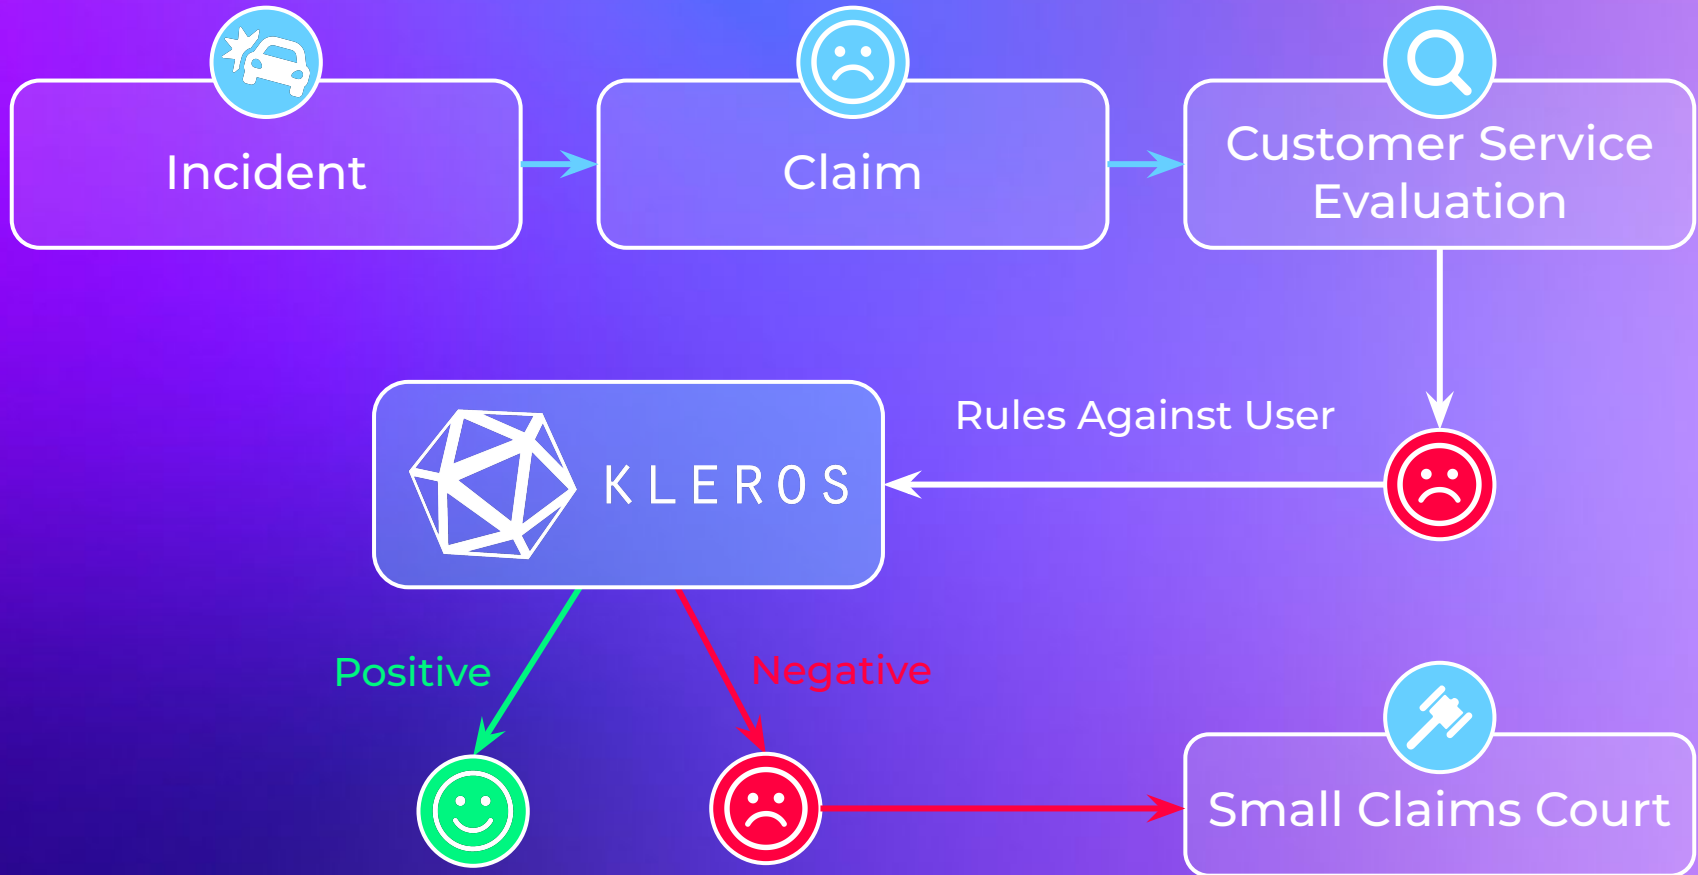 Incident
Claim
Customer Service
Evaluation
Rules Against User
KLEROS
Positive
Negative
Small Claims Court